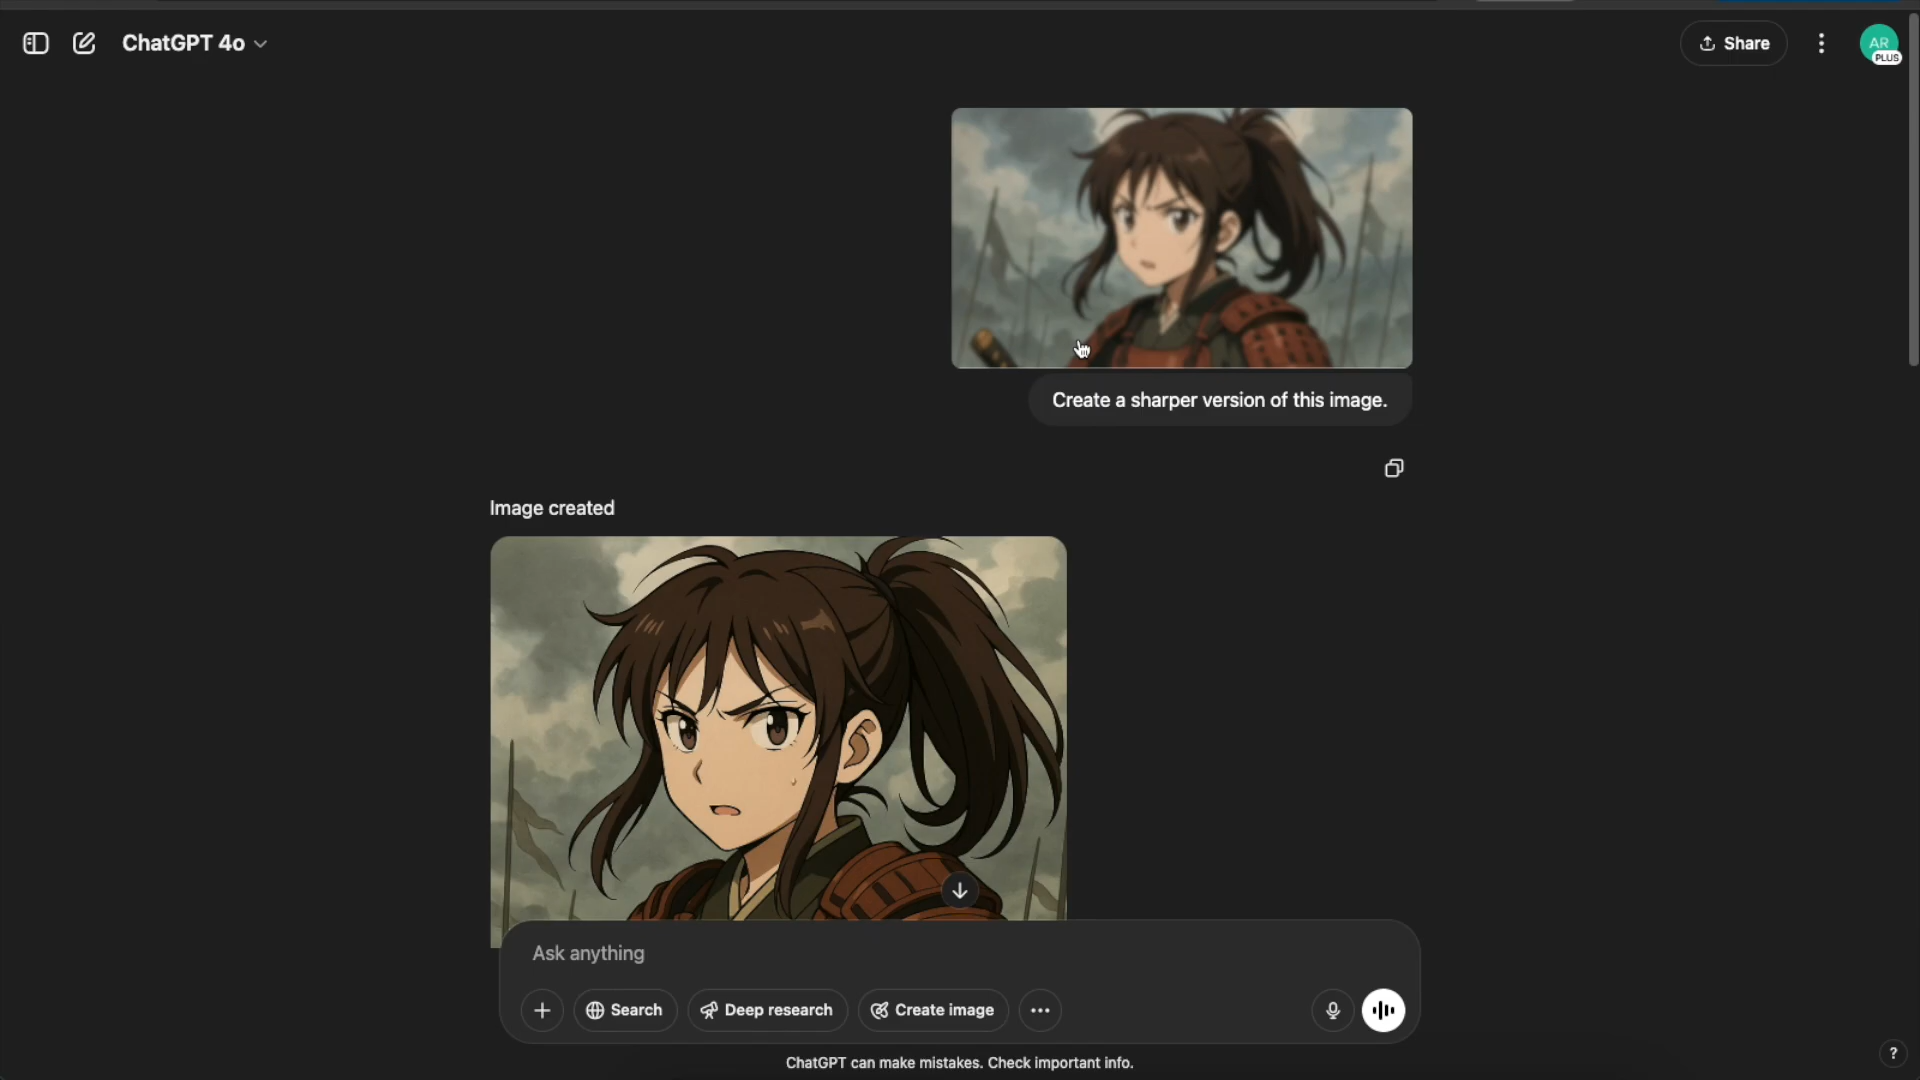 ChatGPT 4o
Share
AR
PLUS
Create a sharper version of this image.
Image created
Ask anything
Search
Deep research
Create image
ChatGPT can make mistakes. Check important info.
?